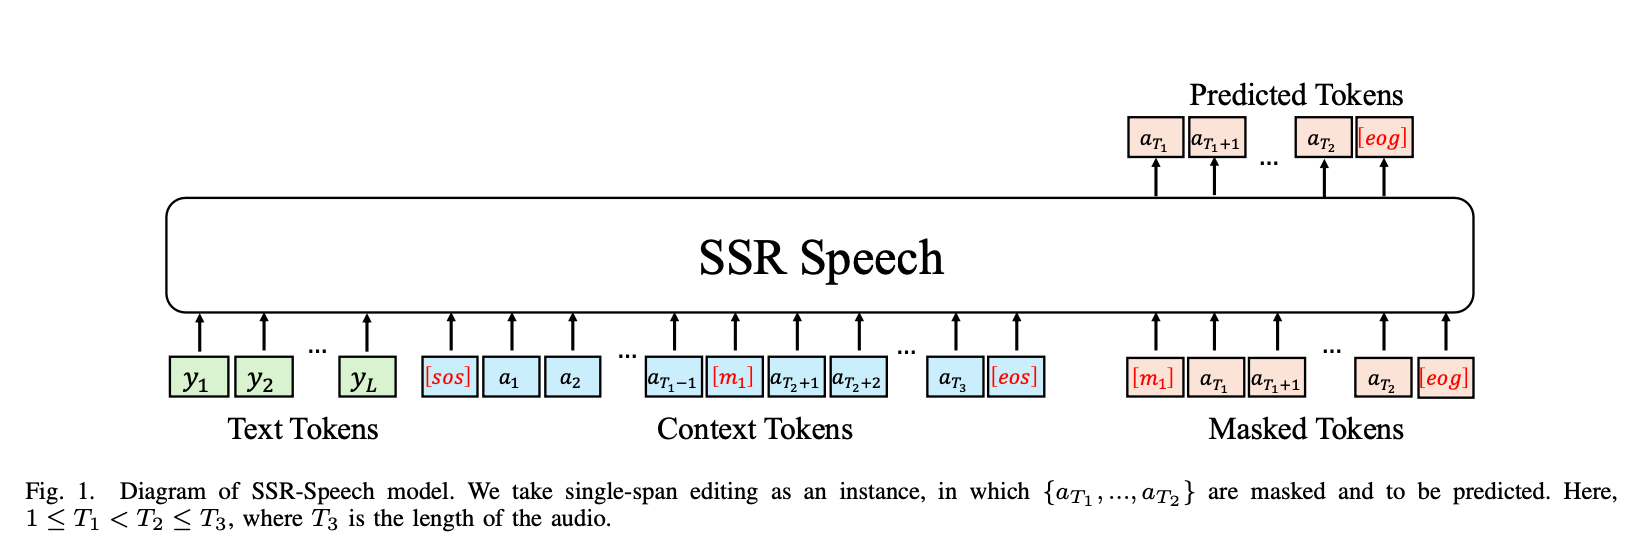 Predicted Tokens
a_{T_1} a_{T_1+1} ... a_{T_2} [eog]
SSR Speech
y_1 y_2 ... y_L [sos] a_1 a_2 ... a_{T_1-1} [m_1] a_{T_2+1} a_{T_2+2} ... a_{T_3} [eos] [m_1] a_{T_1} a_{T_1+1} ... a_{T_2} [eog]
Text Tokens Context Tokens Masked Tokens
Fig. 1. Diagram of SSR-Speech model. We take single-span editing as an instance, in which {a_{T_1}, ..., a_{T_2}} are masked and to be predicted. Here,
1 ≤ T_1 < T_2 ≤ T_3, where T_3 is the length of the audio.